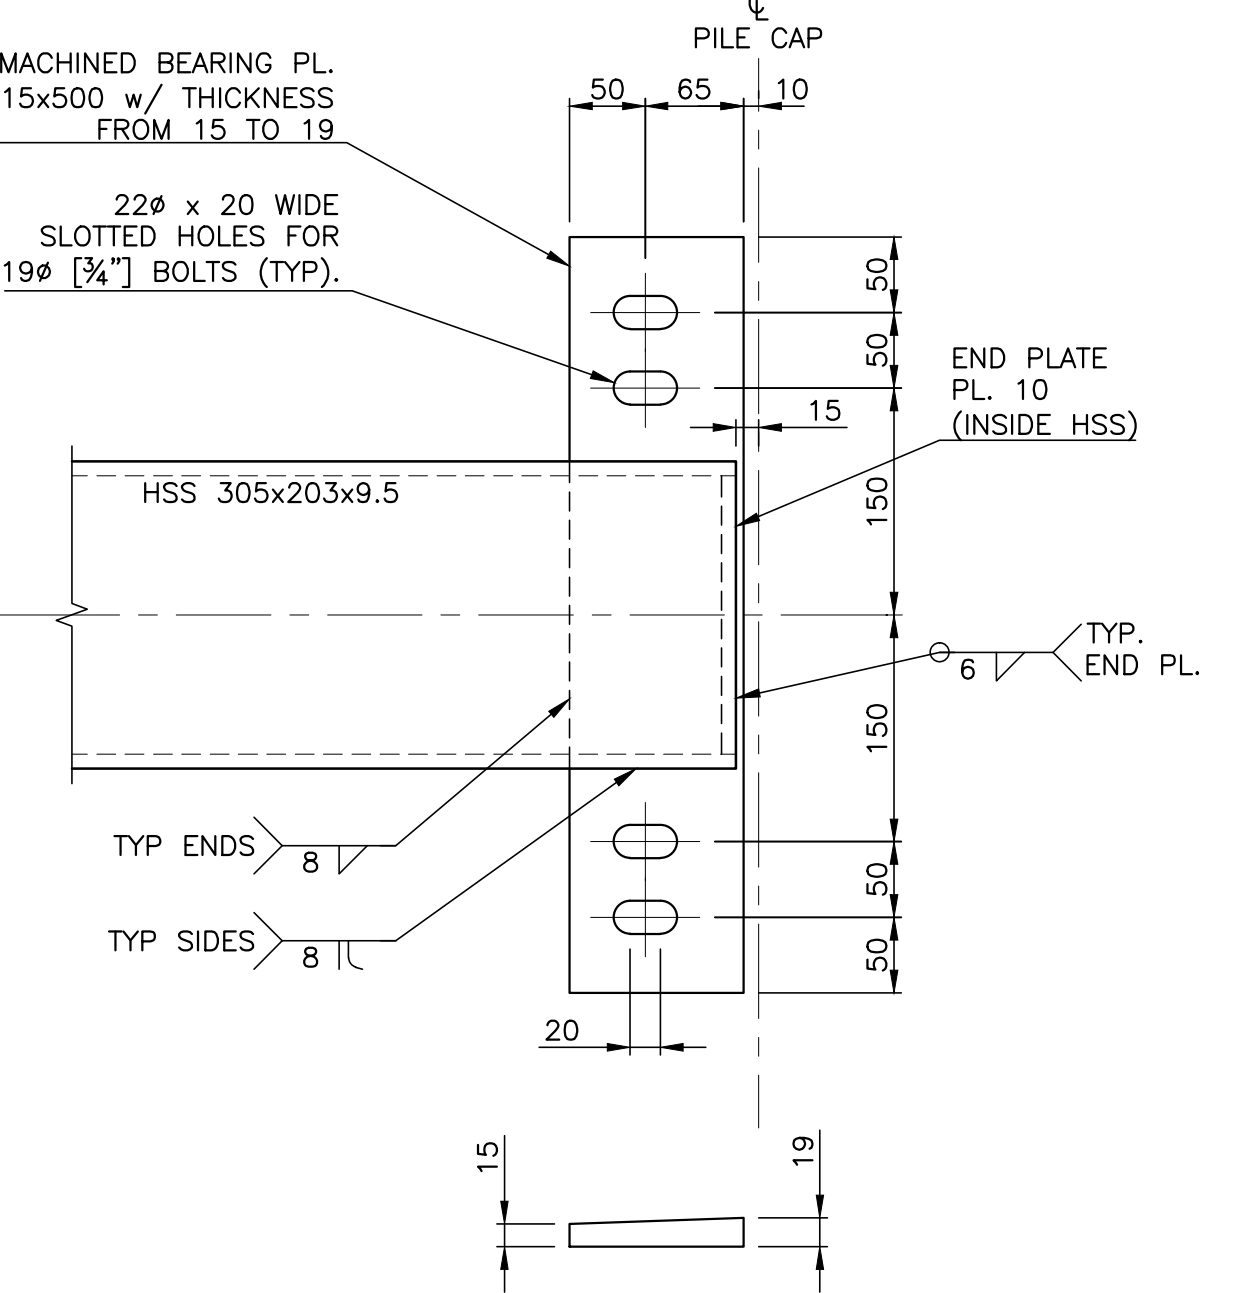 ℄
PILE CAP
MACHINED BEARING PL.
15x500 w/ THICKNESS
FROM 15 TO 19
50
65
10
22ø x 20 WIDE
SLOTTED HOLES FOR
19ø [¾"] BOLTS (TYP).
50
50
END PLATE
PL. 10
(INSIDE HSS)
15
HSS 305x203x9.5
150
TYP.
6
END PL.
150
TYP ENDS
8
50
TYP SIDES
8
50
20
15
19